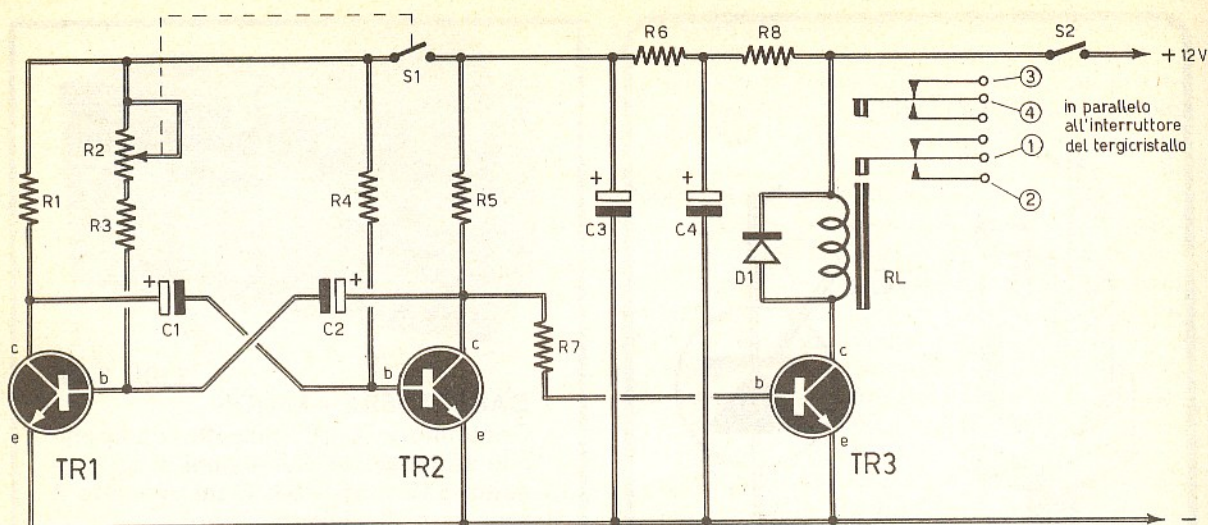 S1
R6
R8
S2
+ 12 V
3
4
in parallelo
all'interruttore
del tergicristallo
1
2
R2
R1
R3
R4
R5
+
C3
+
C4
D1
RL
+
C1
+
C2
R7
c
b
e
TR1
c
b
e
TR2
c
b
e
TR3
-